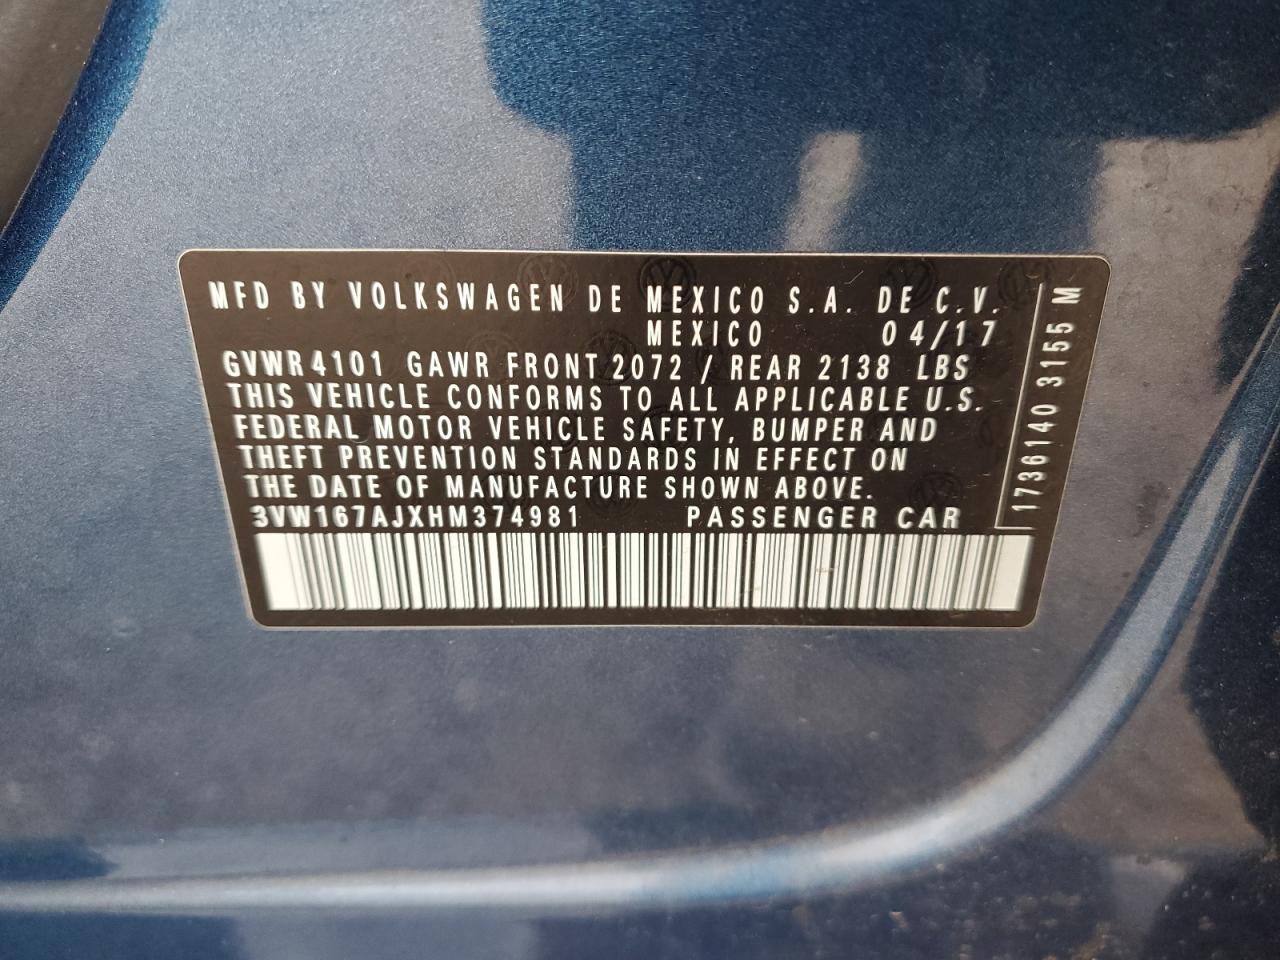 MFD BY VOLKSWAGEN DE MEXICO S.A. DE C.V.
MEXICO 04/17
GVWR 4101 GAWR FRONT 2072 / REAR 2138 LBS
THIS VEHICLE CONFORMS TO ALL APPLICABLE U.S.
FEDERAL MOTOR VEHICLE SAFETY, BUMPER AND
THEFT PREVENTION STANDARDS IN EFFECT ON
THE DATE OF MANUFACTURE SHOWN ABOVE.
3VW167AJXHM374981 PASSENGER CAR
1736140 3155 M